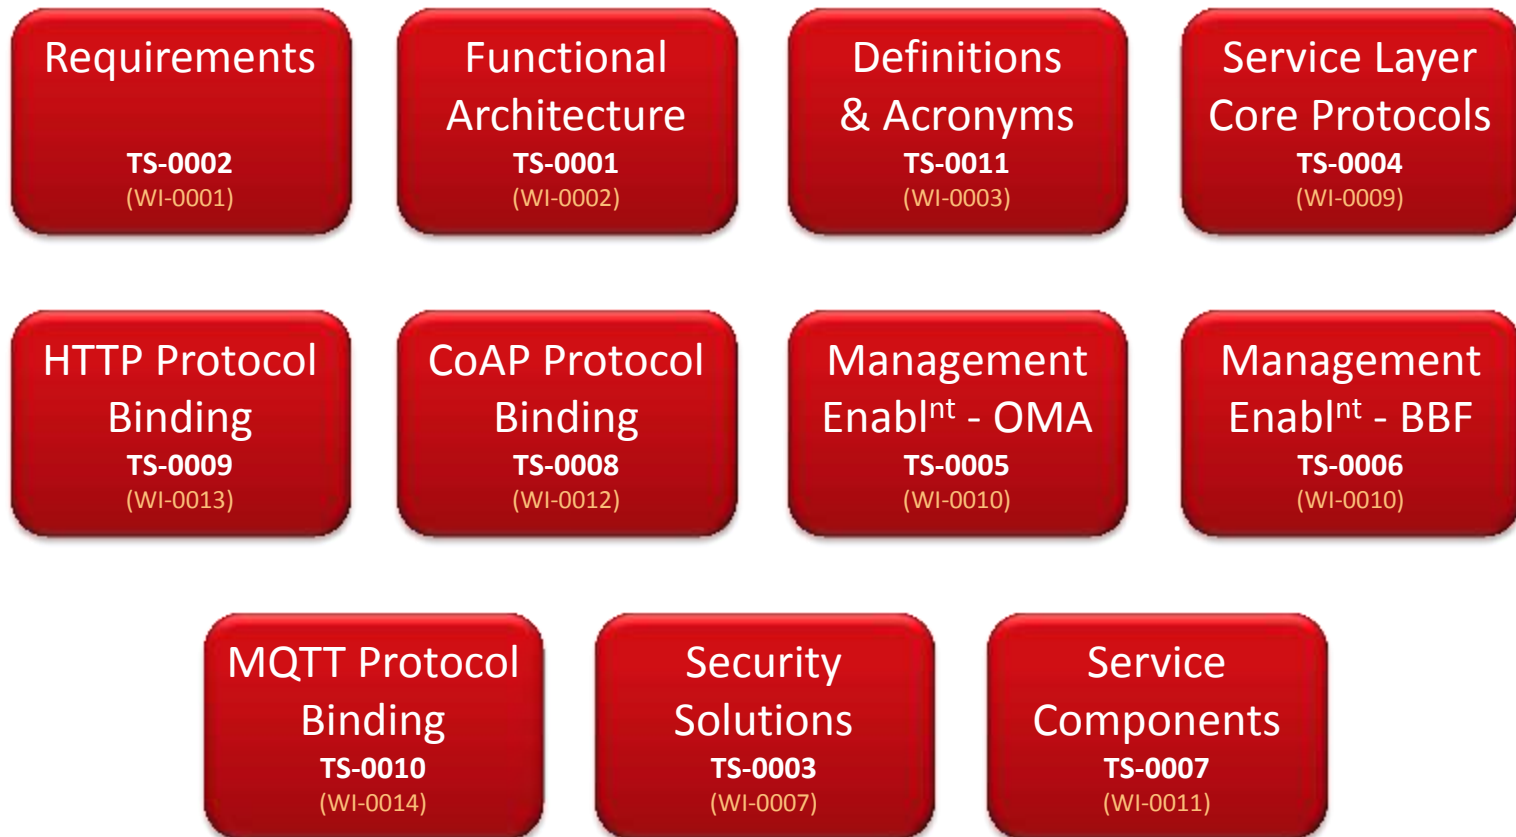 Requirements
TS-0002
(WI-0001)
Functional
Architecture
TS-0001
(WI-0002)
Definitions
& Acronyms
TS-0011
(WI-0003)
Service Layer
Core Protocols
TS-0004
(WI-0009)
HTTP Protocol
Binding
TS-0009
(WI-0013)
CoAP Protocol
Binding
TS-0008
(WI-0012)
Management
Enablⁿᵗ - OMA
TS-0005
(WI-0010)
Management
Enablⁿᵗ - BBF
TS-0006
(WI-0010)
MQTT Protocol
Binding
TS-0010
(WI-0014)
Security
Solutions
TS-0003
(WI-0007)
Service
Components
TS-0007
(WI-0011)